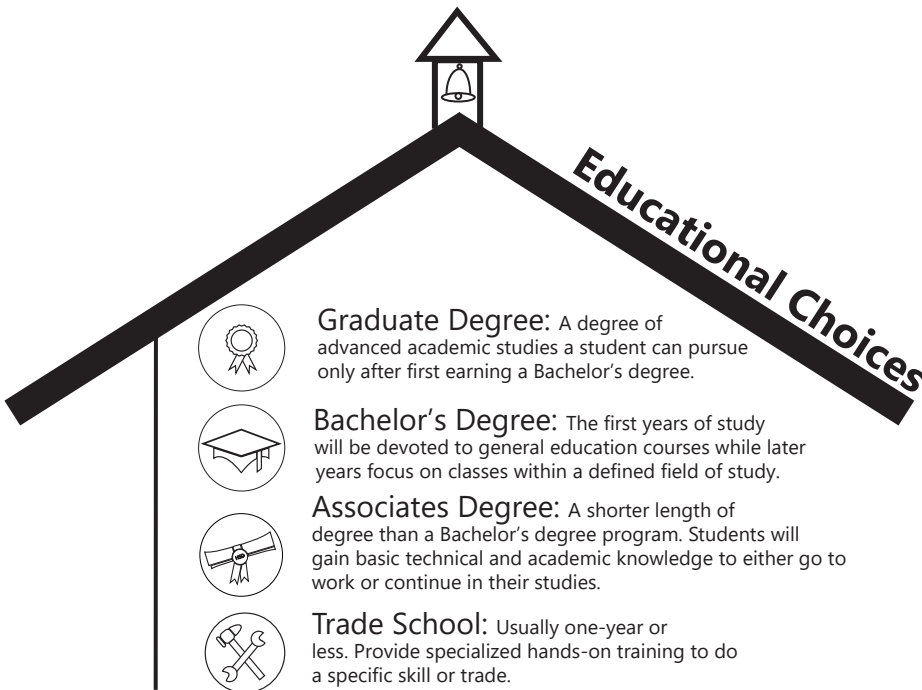 Educational Choices
Graduate Degree: A degree of
advanced academic studies a student can pursue
only after first earning a Bachelor's degree.
Bachelor's Degree: The first years of study
will be devoted to general education courses while later
years focus on classes within a defined field of study.
Associates Degree: A shorter length of
degree than a Bachelor's degree program. Students will
gain basic technical and academic knowledge to either go to
work or continue in their studies.
Trade School: Usually one-year or
less. Provide specialized hands-on training to do
a specific skill or trade.